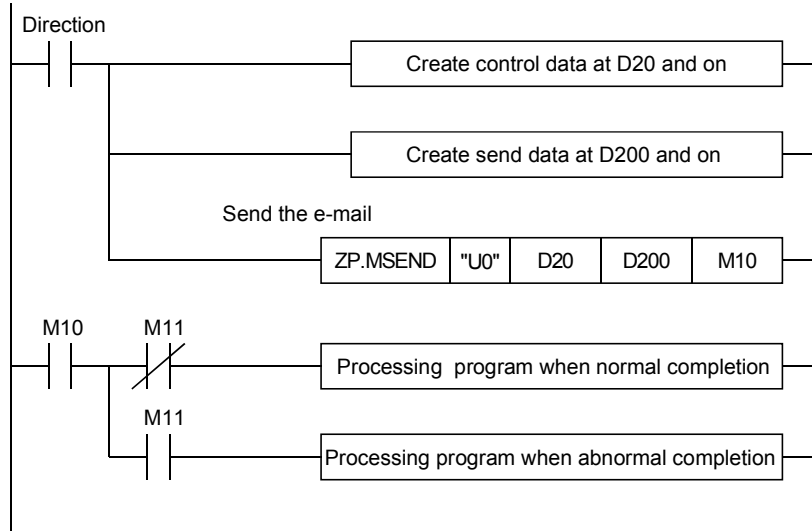 Direction
Create control data at D20 and on
Create send data at D200 and on
Send the e-mail
ZP.MSEND "U0" D20 D200 M10
M10 M11
Processing program when normal completion
M11
Processing program when abnormal completion